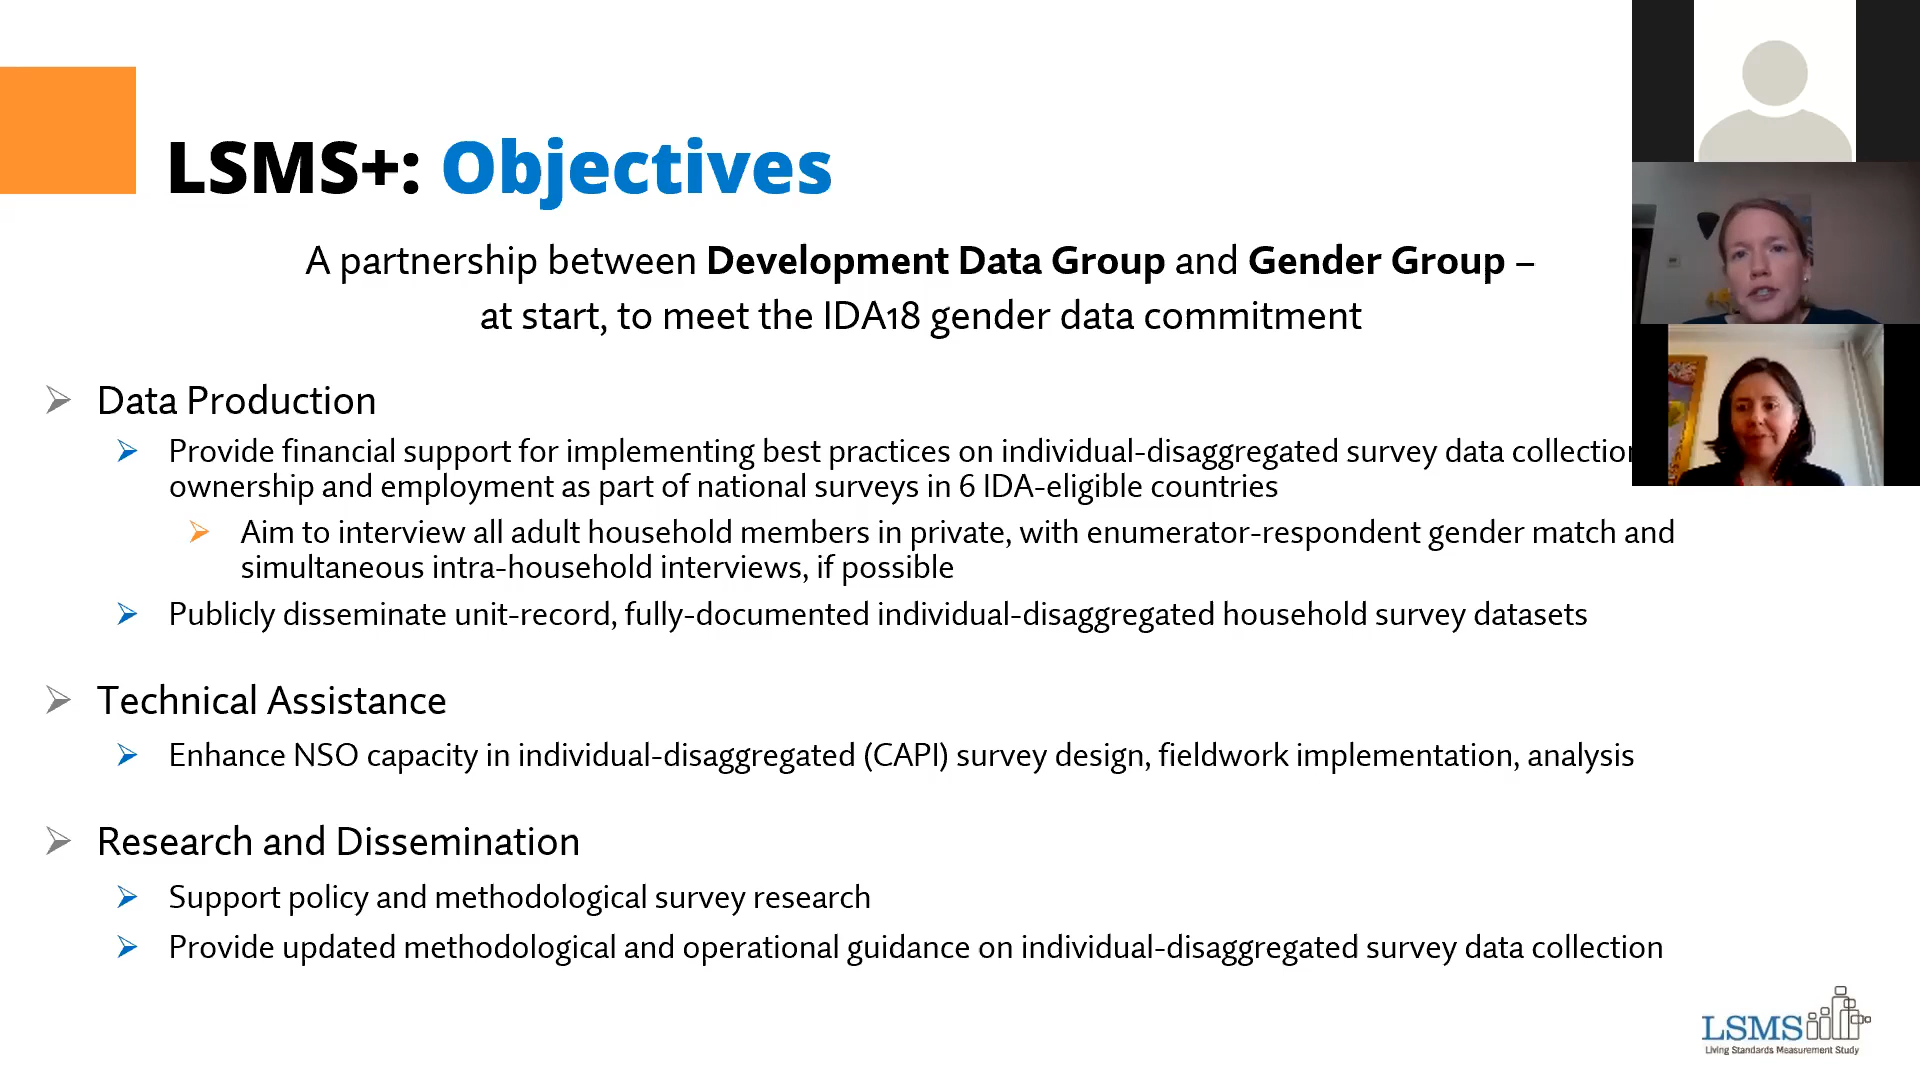 LSMS+: Objectives
A partnership between Development Data Group and Gender Group –
at start, to meet the IDA18 gender data commitment
➢ Data Production
➢ Provide financial support for implementing best practices on individual-disaggregated survey data collection
ownership and employment as part of national surveys in 6 IDA-eligible countries
➢ Aim to interview all adult household members in private, with enumerator-respondent gender match and
simultaneous intra-household interviews, if possible
➢ Publicly disseminate unit-record, fully-documented individual-disaggregated household survey datasets
➢ Technical Assistance
➢ Enhance NSO capacity in individual-disaggregated (CAPI) survey design, fieldwork implementation, analysis
➢ Research and Dissemination
➢ Support policy and methodological survey research
➢ Provide updated methodological and operational guidance on individual-disaggregated survey data collection
LSMS
Living Standards Measurement Study